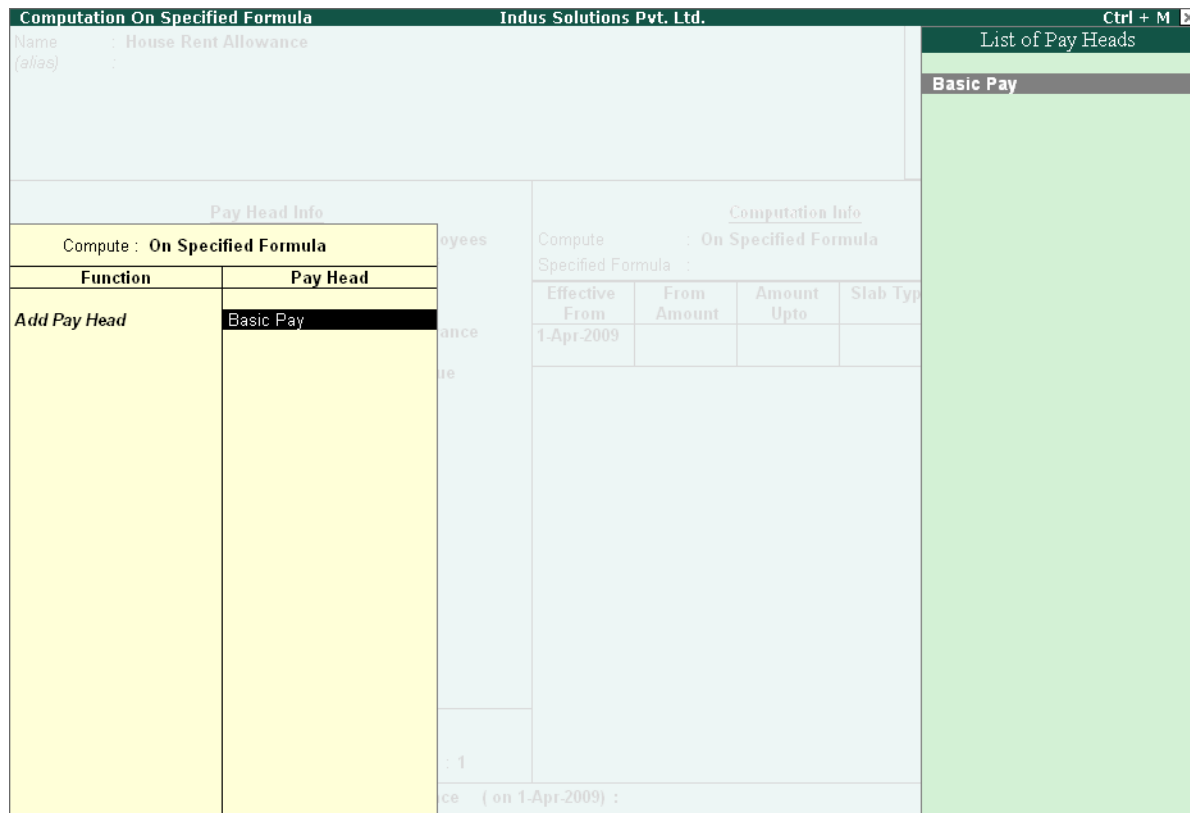 Computation On Specified Formula Indus Solutions Pvt. Ltd. Ctrl + M
Name : House Rent Allowance
(alias) :
List of Pay Heads
Basic Pay
Pay Head Info
Computation Info
Compute : On Specified Formula
Function Pay Head
Add Pay Head Basic Pay
oyees
ance
ue
: 1
ce ( on 1-Apr-2009) :
Compute : On Specified Formula
Specified Formula :
Effective From From Amount Amount Upto Slab Typ
1-Apr-2009